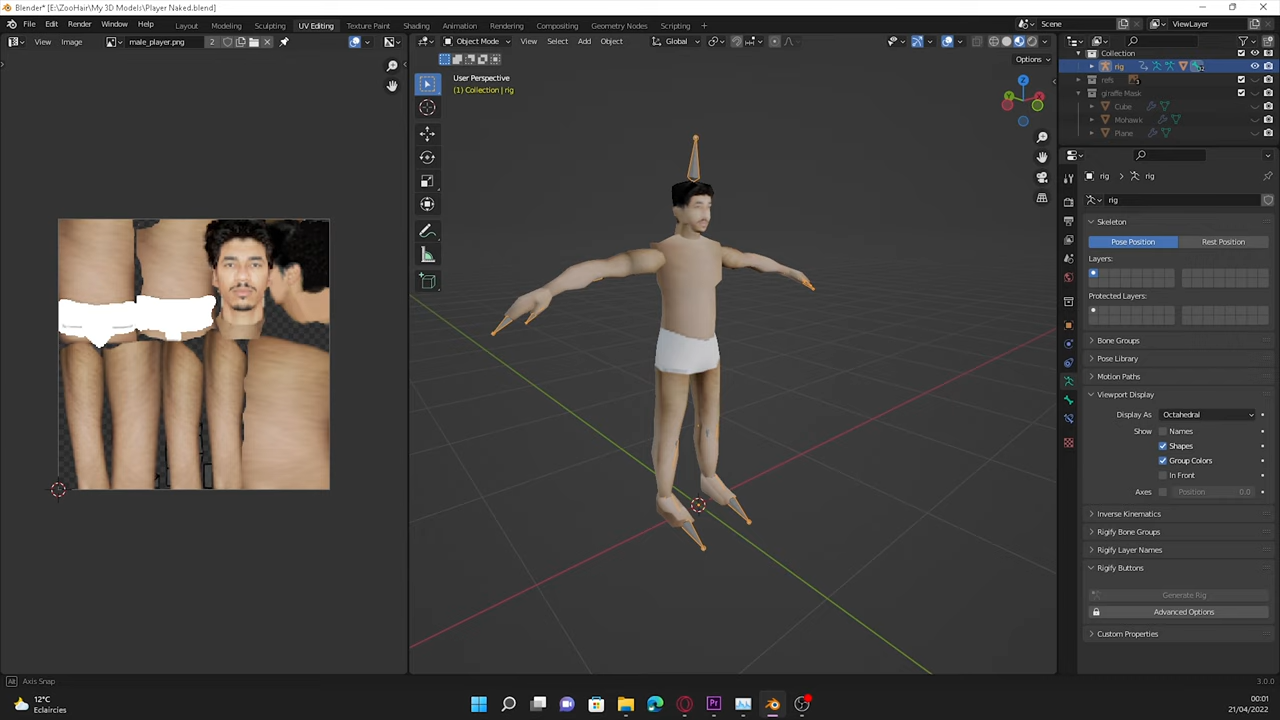 Blender* [E:\ZooHair\My 3D Models\Player Naked.blend]
File Edit Render Window Help Layout Modeling Sculpting UV Editing Texture Paint Shading Animation Rendering Compositing Geometry Nodes Scripting + Scene ViewLayer
View Image male_player.png 2 Object Mode View Select Add Object Global
Options
User Perspective
(1) Collection | rig
Z
X
Y
Collection
rig
refs
giraffe Mask
Cube
Mohawk
Plane
rig rig
rig
Skeleton
Pose Position Rest Position
Layers:
Protected Layers:
Bone Groups
Pose Library
Motion Paths
Viewport Display
Display As Octahedral
Show Names
Shapes
Group Colors
In Front
Axes Position 0.0
Inverse Kinematics
Rigify Bone Groups
Rigify Layer Names
Rigify Buttons
Generate Rig
Advanced Options
Custom Properties
Alt Axis Snap 3.0.0
12°C
Eclaircies
00:01
21/04/2022